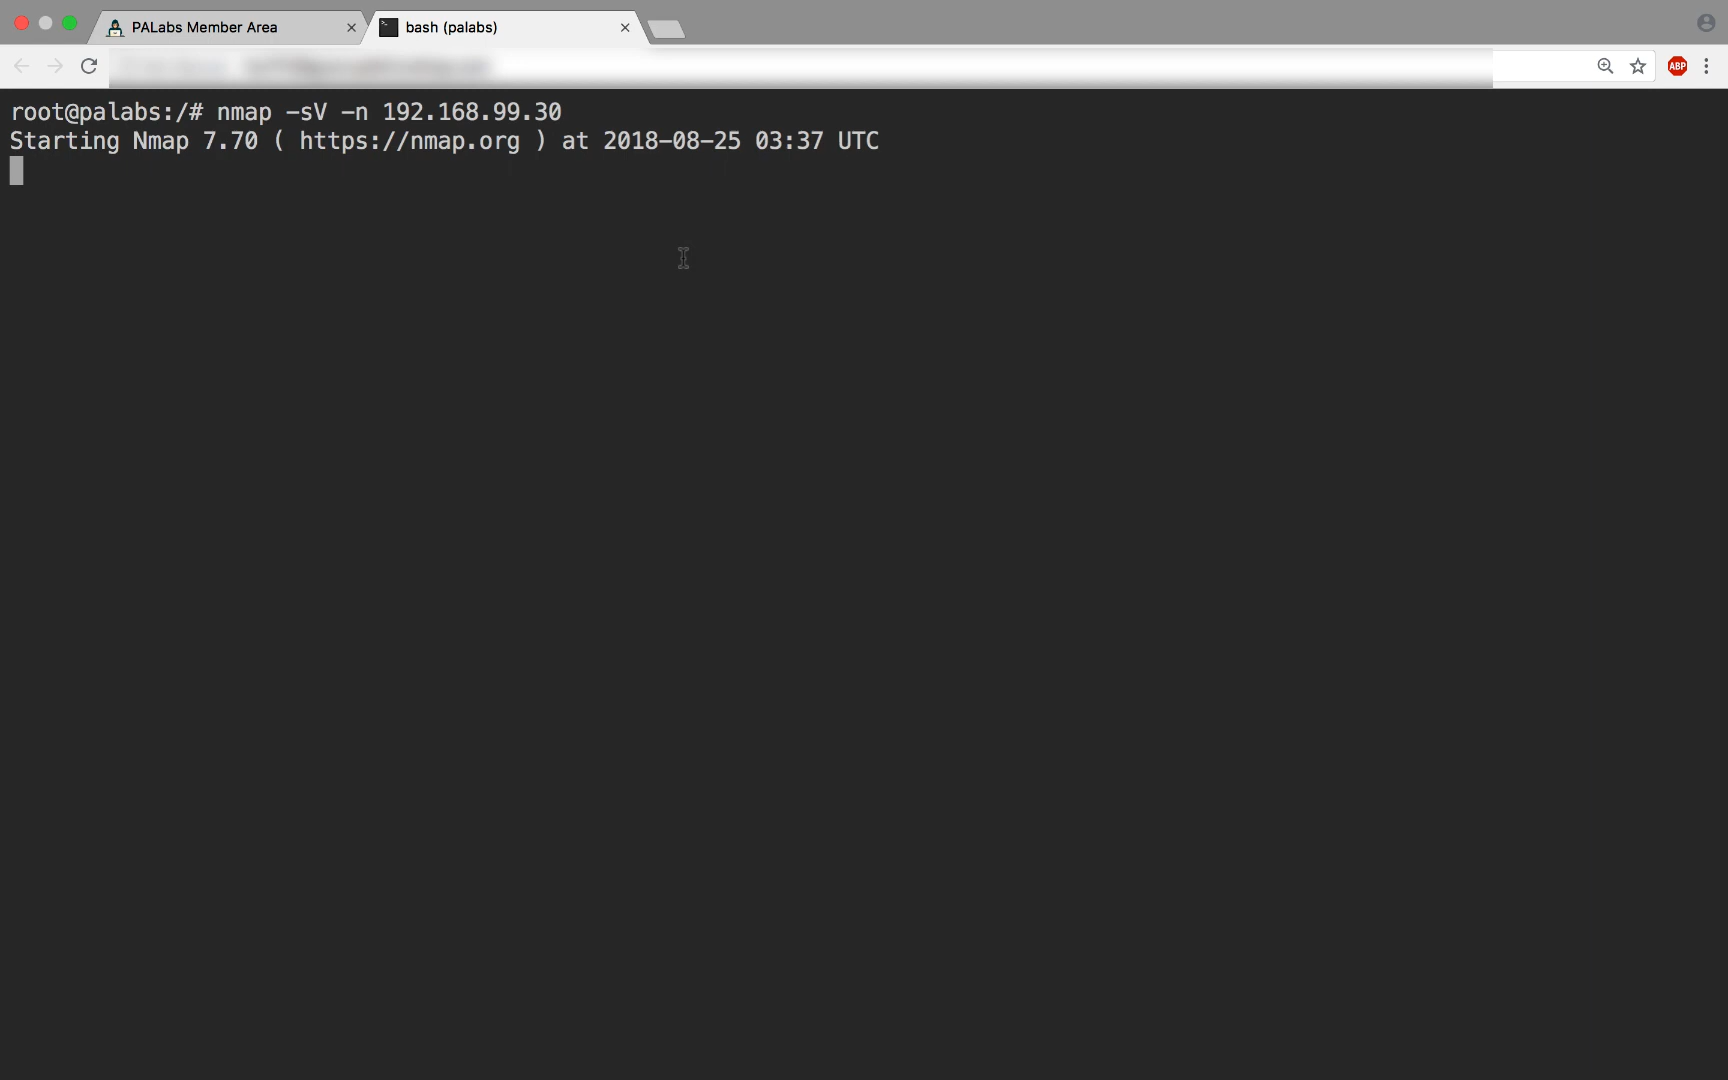 PALabs Member Area
bash (palabs)
ABP
root@palabs:/# nmap -sV -n 192.168.99.30
Starting Nmap 7.70 ( https://nmap.org ) at 2018-08-25 03:37 UTC